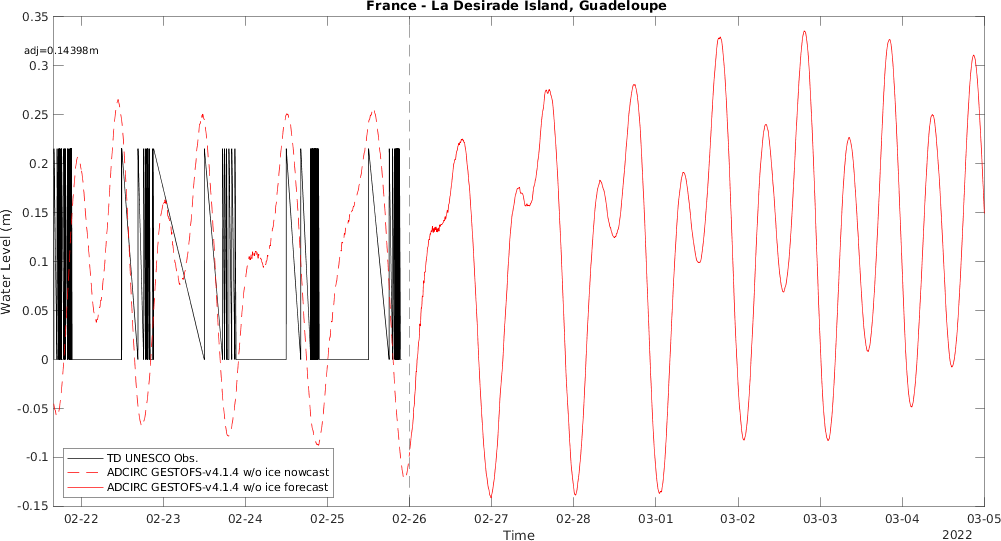 France - La Desirade Island, Guadeloupe
adj=0.14398m
0.35
0.3
0.25
0.2
0.15
0.1
0.05
0
-0.05
-0.1
-0.15
Water Level (m)
TD UNESCO Obs.
ADCIRC GESTOFS-v4.1.4 w/o ice nowcast
ADCIRC GESTOFS-v4.1.4 w/o ice forecast
02-22 02-23 02-24 02-25 02-26 02-27 02-28 03-01 03-02 03-03 03-04 03-05
Time
2022